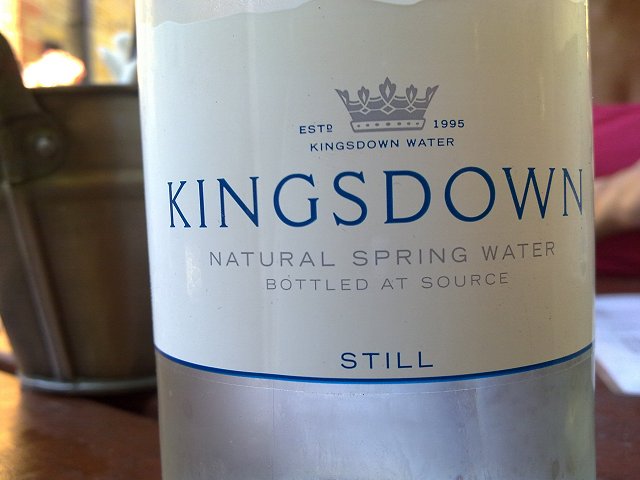 ESTD 1995
KINGSDOWN WATER
KINGSDOWN
NATURAL SPRING WATER
BOTTLED AT SOURCE
STILL